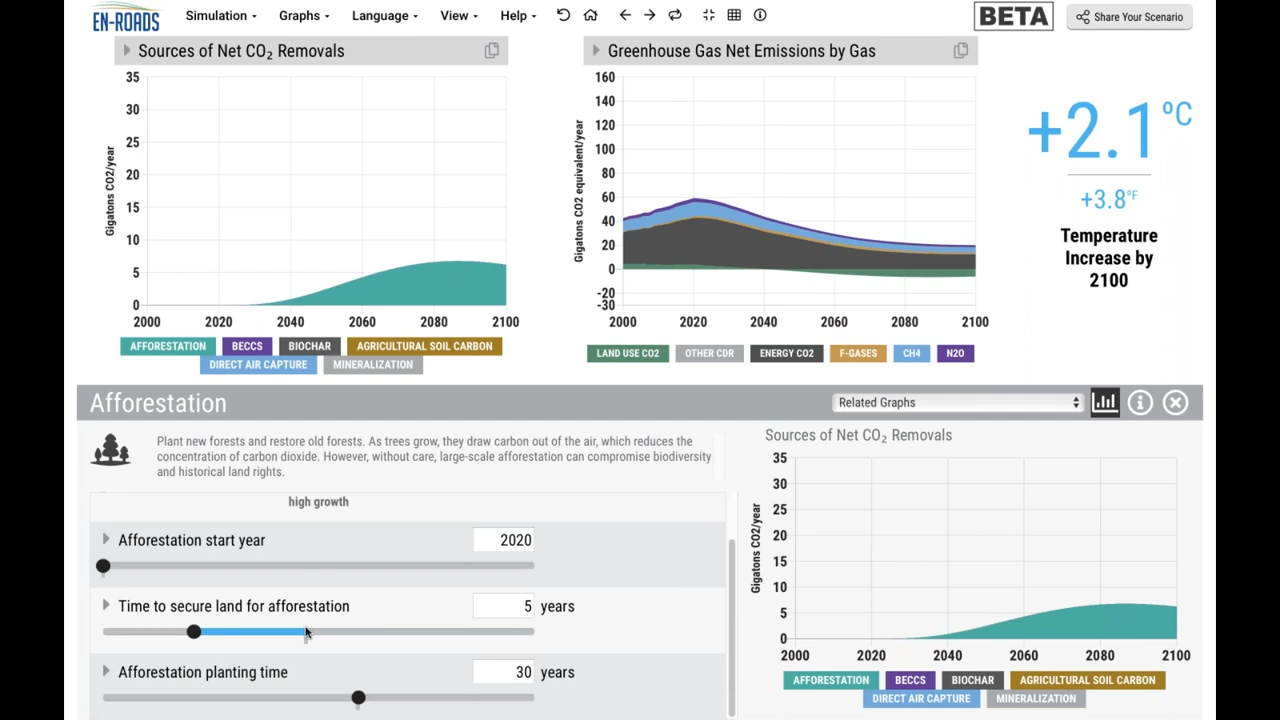 EN-ROADS
Simulation
Graphs
Language
View
Help
BETA
Share Your Scenario
Sources of Net CO₂ Removals
Gigatons CO2/year
35
30
25
20
15
10
5
0
2000 2020 2040 2060 2080 2100
AFFORESTATION BECCS BIOCHAR AGRICULTURAL SOIL CARBON
DIRECT AIR CAPTURE MINERALIZATION
Greenhouse Gas Net Emissions by Gas
Gigatons CO2 equivalent/year
160
140
120
100
80
60
40
20
0
-20
-30
2000 2020 2040 2060 2080 2100
LAND USE CO2 OTHER CDR ENERGY CO2 F-GASES CH4 N2O
+2.1 ºC
+3.8°F
Temperature
Increase by
2100
Afforestation
Related Graphs
Plant new forests and restore old forests. As trees grow, they draw carbon out of the air, which reduces the
concentration of carbon dioxide. However, without care, large-scale afforestation can compromise biodiversity
and historical land rights.
high growth
Afforestation start year 2020
Time to secure land for afforestation 5 years
Afforestation planting time 30 years
Sources of Net CO₂ Removals
Gigatons CO2/year
35
30
25
20
15
10
5
0
2000 2020 2040 2060 2080 2100
AFFORESTATION BECCS BIOCHAR AGRICULTURAL SOIL CARBON
DIRECT AIR CAPTURE MINERALIZATION